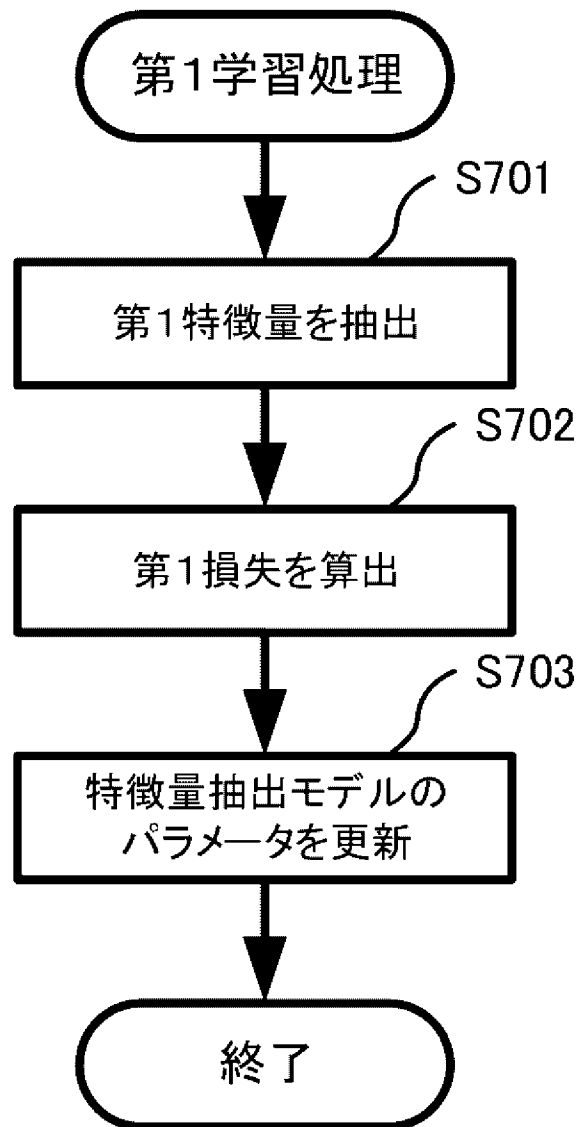 第1学習処理
S701
第1特徴量を抽出
S702
第1損失を算出
S703
特徴量抽出モデルの
パラメータを更新
終了